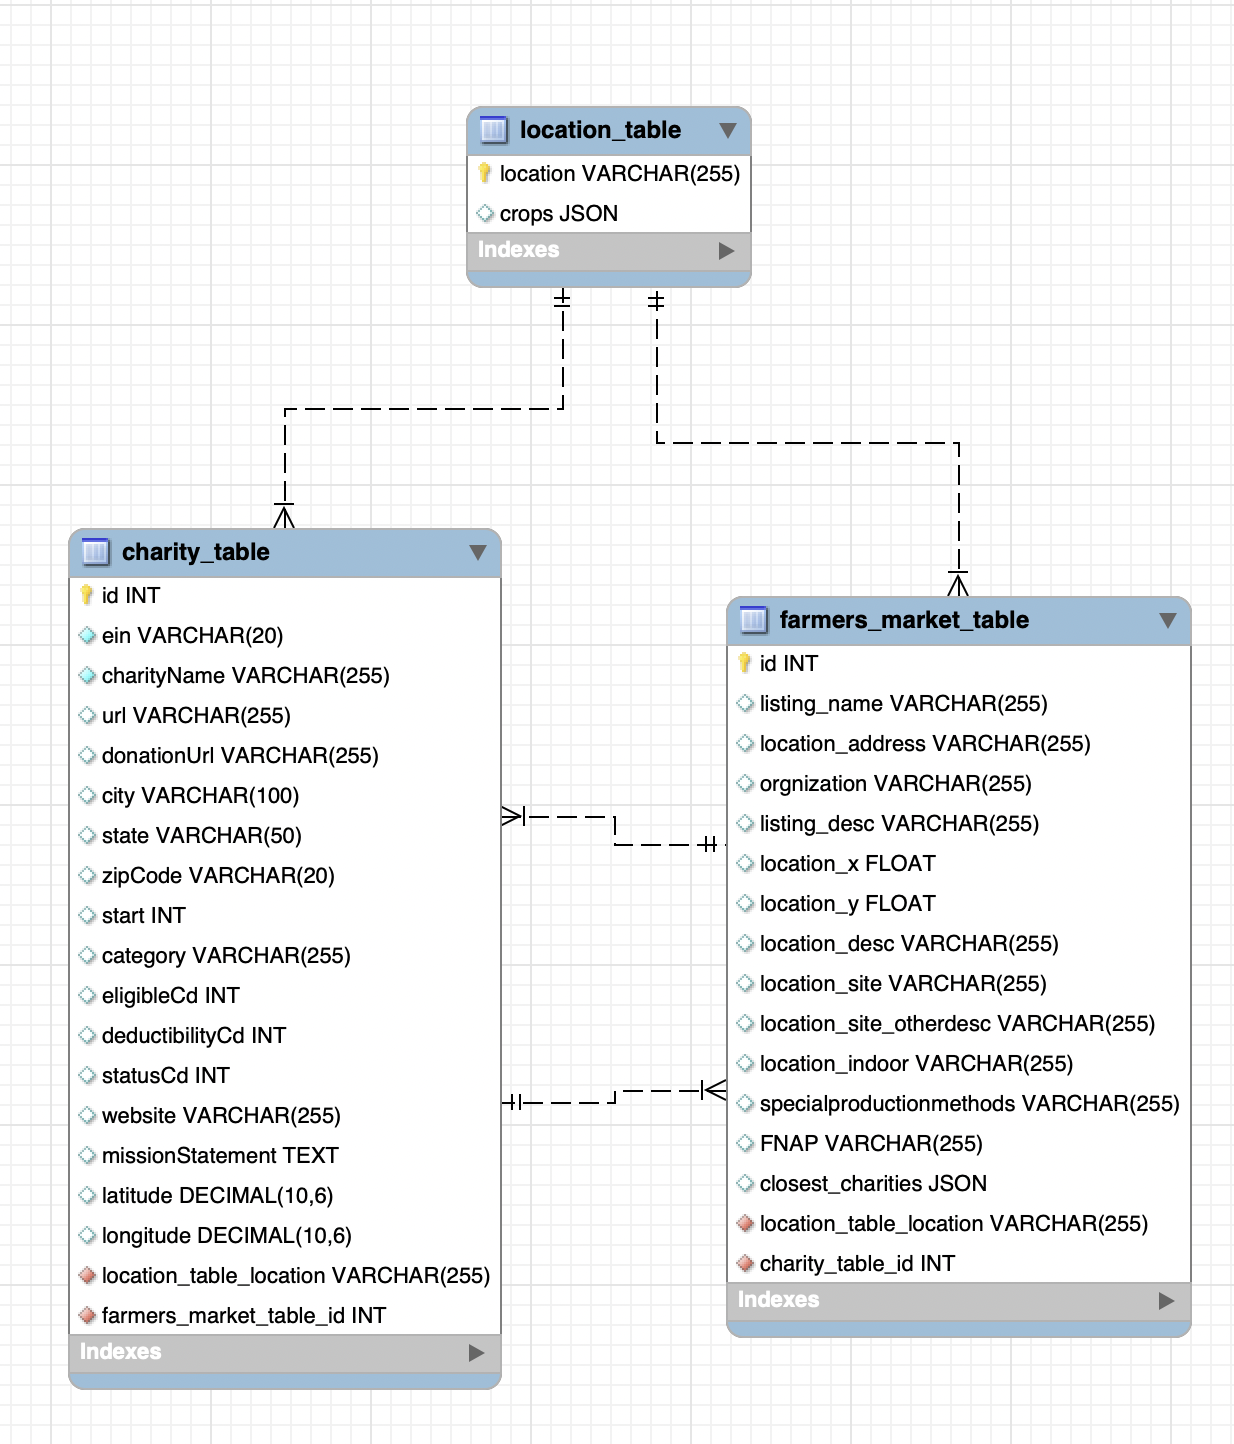 location_table
location VARCHAR(255)
crops JSON
Indexes
charity_table
id INT
ein VARCHAR(20)
charityName VARCHAR(255)
url VARCHAR(255)
donationUrl VARCHAR(255)
city VARCHAR(100)
state VARCHAR(50)
zipCode VARCHAR(20)
start INT
category VARCHAR(255)
eligibleCd INT
deductibilityCd INT
statusCd INT
website VARCHAR(255)
missionStatement TEXT
latitude DECIMAL(10,6)
longitude DECIMAL(10,6)
location_table_location VARCHAR(255)
farmers_market_table_id INT
Indexes
farmers_market_table
id INT
listing_name VARCHAR(255)
location_address VARCHAR(255)
orgnization VARCHAR(255)
listing_desc VARCHAR(255)
location_x FLOAT
location_y FLOAT
location_desc VARCHAR(255)
location_site VARCHAR(255)
location_site_otherdesc VARCHAR(255)
location_indoor VARCHAR(255)
specialproductionmethods VARCHAR(255)
FNAP VARCHAR(255)
closest_charities JSON
location_table_location VARCHAR(255)
charity_table_id INT
Indexes